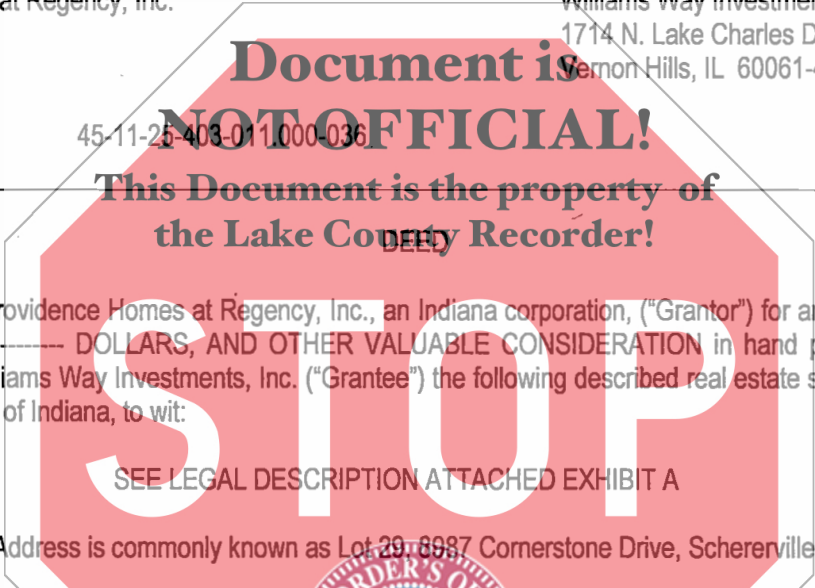 at Regency, Inc.
Williams Way Investmen
1714 N. Lake Charles D
Vernon Hills, IL 60061-
Document is
NOT OFFICIAL!
45-11-25-403-011.000-036
This Document is the property of
the Lake County Recorder!
DEED
ovidence Homes at Regency, Inc., an Indiana corporation, ("Grantor") for a
-------- DOLLARS, AND OTHER VALUABLE CONSIDERATION in hand p
iams Way Investments, Inc. ("Grantee") the following described real estate s
of Indiana, to wit:
STOP
SEE LEGAL DESCRIPTION ATTACHED EXHIBIT A
Address is commonly known as Lot 29, 8987 Cornerstone Drive, Schererville
RDER'S O